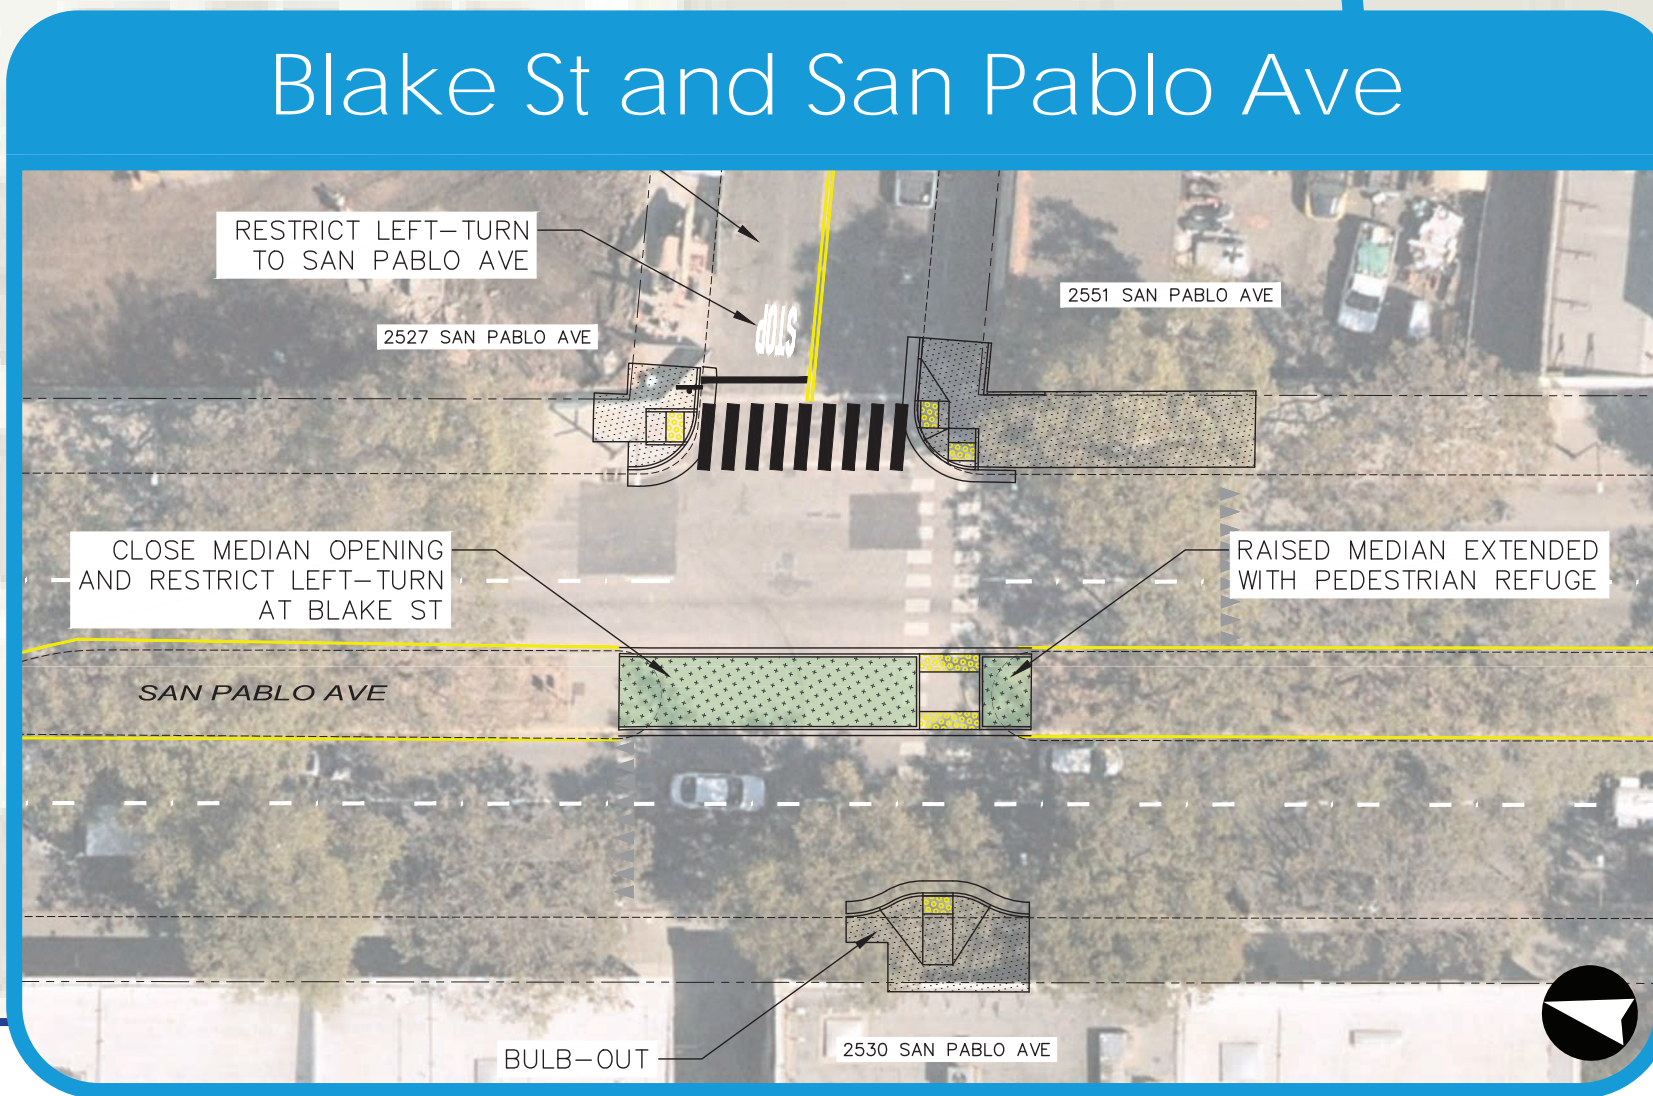 Blake St and San Pablo Ave
RESTRICT LEFT-TURN
TO SAN PABLO AVE
2551 SAN PABLO AVE
2527 SAN PABLO AVE
STOP
CLOSE MEDIAN OPENING
AND RESTRICT LEFT-TURN
AT BLAKE ST
RAISED MEDIAN EXTENDED
WITH PEDESTRIAN REFUGE
SAN PABLO AVE
BULB-OUT
2530 SAN PABLO AVE